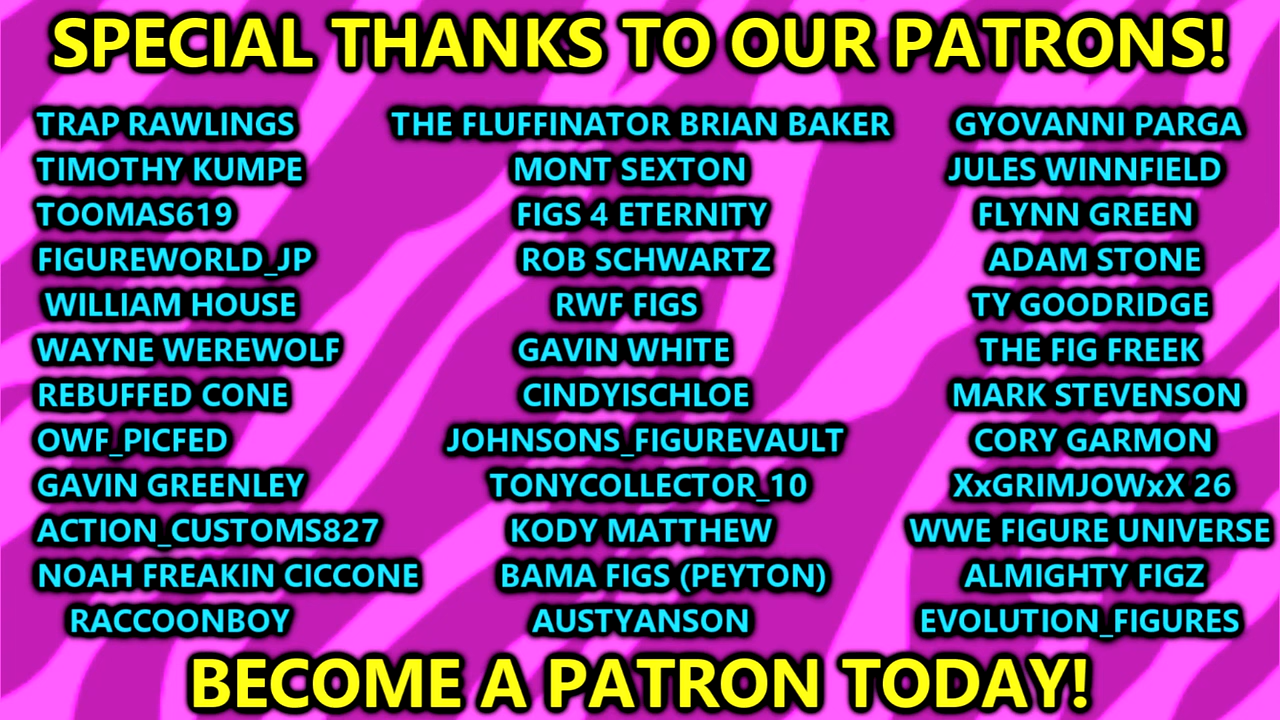 SPECIAL THANKS TO OUR PATRONS!
TRAP RAWLINGS
TIMOTHY KUMPE
TOOMAS619
FIGUREWORLD_JP
WILLIAM HOUSE
WAYNE WEREWOLF
REBUFFED CONE
OWF_PICFED
GAVIN GREENLEY
ACTION_CUSTOMS827
NOAH FREAKIN CICCONE
RACCOONBOY
THE FLUFFINATOR BRIAN BAKER
MONT SEXTON
FIGS 4 ETERNITY
ROB SCHWARTZ
RWF FIGS
GAVIN WHITE
CINDYISCHLOE
JOHNSONS_FIGUREVAULT
TONYCOLLECTOR_10
KODY MATTHEW
BAMA FIGS (PEYTON)
AUSTYANSON
GYOVANNI PARGA
JULES WINNFIELD
FLYNN GREEN
ADAM STONE
TY GOODRIDGE
THE FIG FREEK
MARK STEVENSON
CORY GARMON
XxGRIMJOWxX 26
WWE FIGURE UNIVERSE
ALMIGHTY FIGZ
EVOLUTION_FIGURES
BECOME A PATRON TODAY!